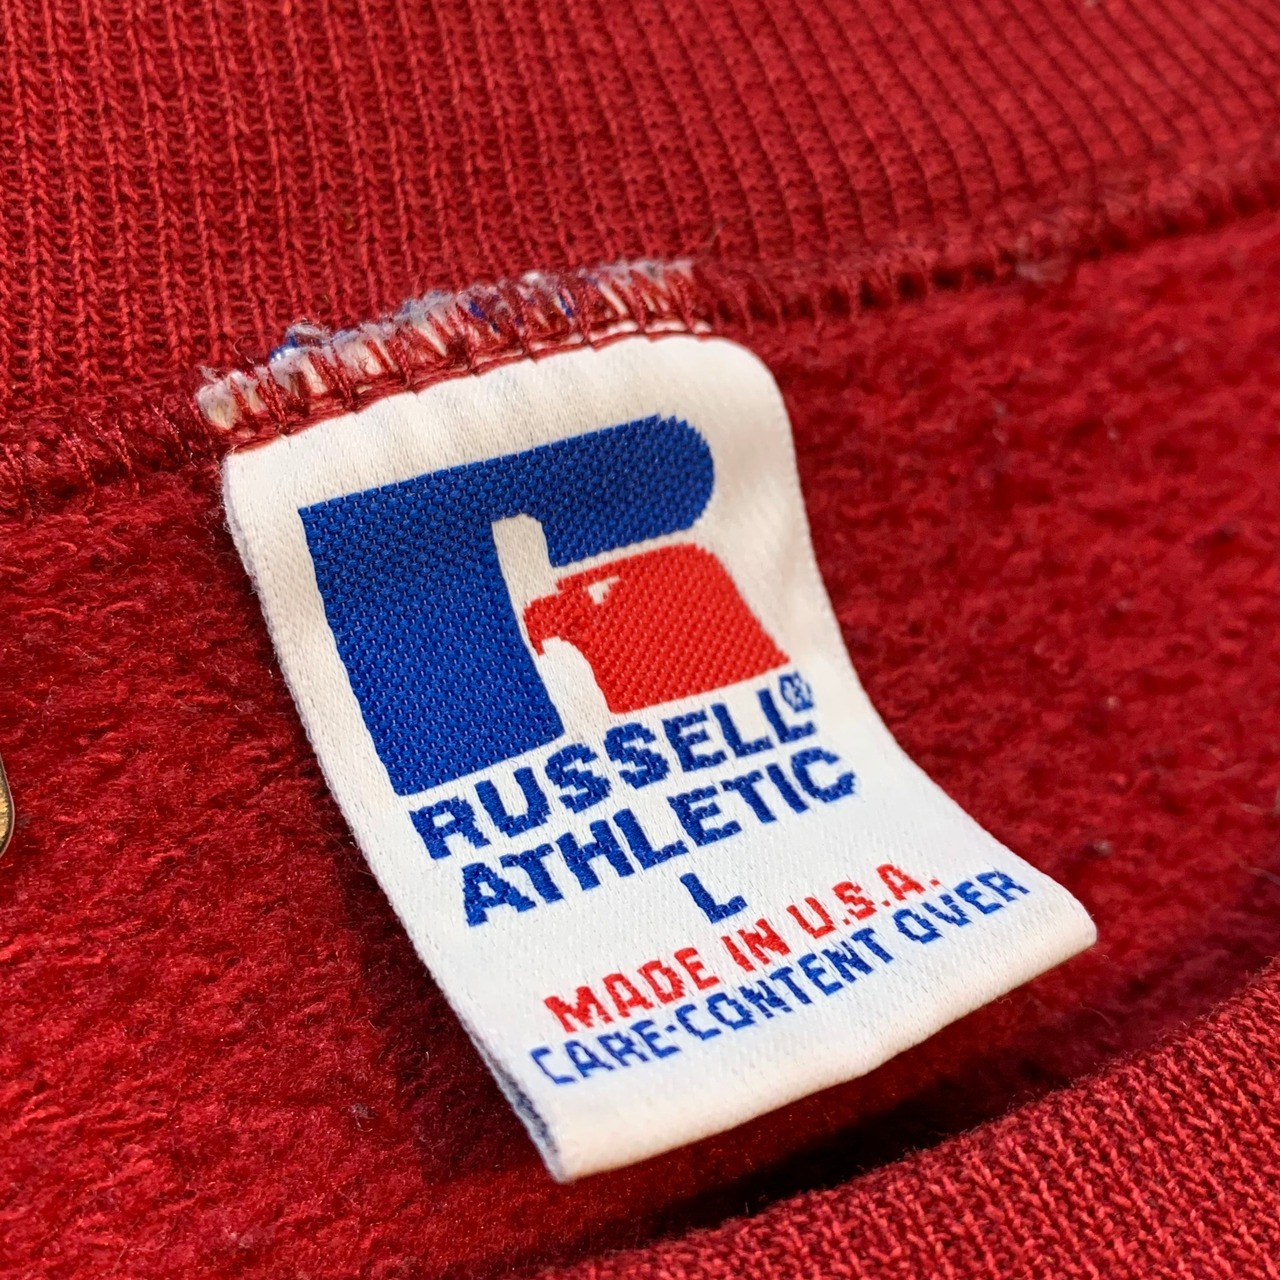 RUSSELL®
ATHLETIC
L
MADE IN U.S.A.
CARE-CONTENT OVER